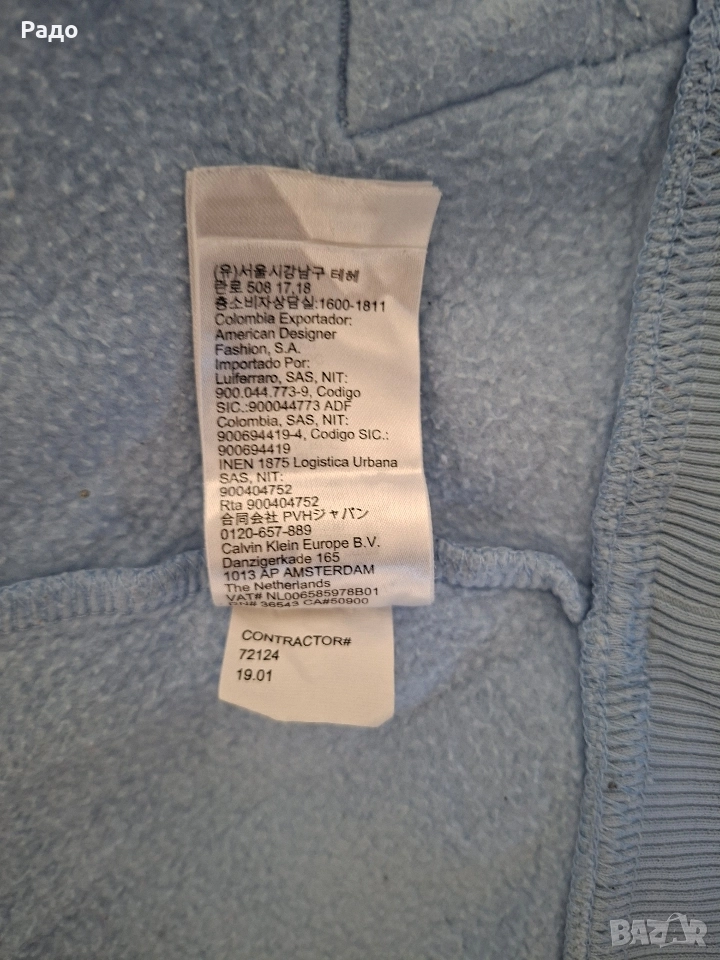 Радо
(유)서울시강남구 테헤
란로 508 17,18
층소비자상담실:1600-1811
Colombia Exportador:
American Designer
Fashion, S.A.
Importado Por:
Luiferraro, SAS, NIT:
900.044.773-9, Codigo
SIC.:900044773 ADF
Colombia, SAS, NIT:
900694419-4, Codigo SIC.:
900694419
INEN 1875 Logistica Urbana
SAS, NIT:
900404752
Rta 900404752
合同会社 PVHジャパン
0120-657-889
Calvin Klein Europe B.V.
Danzigerkade 165
1013 AP AMSTERDAM
The Netherlands
VAT# NL006585978B01
RN# 36543 CA#50900
CONTRACTOR#
72124
19.01
BAZAR